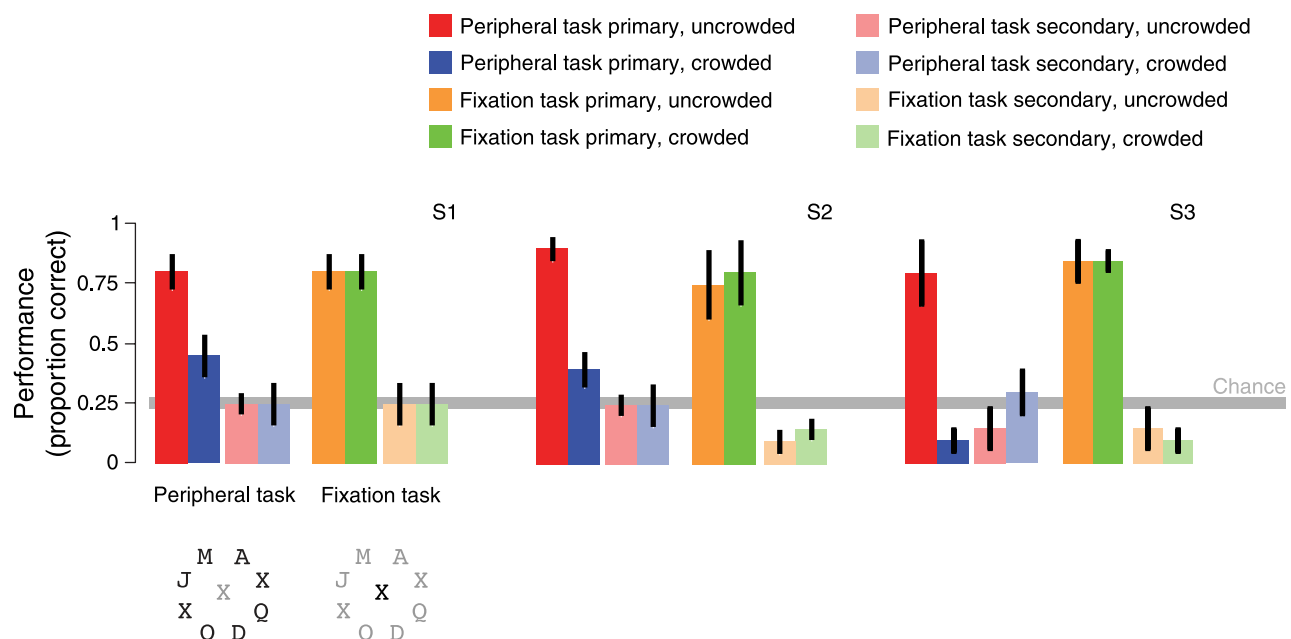 Peripheral task primary, uncrowded
Peripheral task primary, crowded
Fixation task primary, uncrowded
Fixation task primary, crowded
Peripheral task secondary, uncrowded
Peripheral task secondary, crowded
Fixation task secondary, uncrowded
Fixation task secondary, crowded
Performance
(proportion correct)
1
0.75
0.5
0.25
0
S1
S2
S3
Chance
Peripheral task
Fixation task
M A
J X
X
X Q
O D
M A
J X
X
X Q
O D